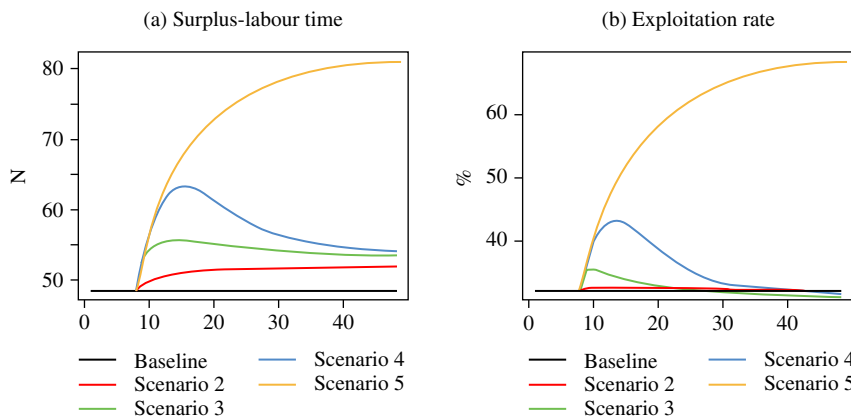 (a) Surplus-labour time
(b) Exploitation rate
N
80
70
60
50
0 10 20 30 40
%
60
50
40
0 10 20 30 40
Baseline
Scenario 2
Scenario 3
Scenario 4
Scenario 5
Baseline
Scenario 2
Scenario 3
Scenario 4
Scenario 5